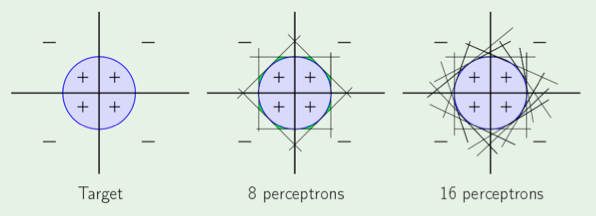 − − − − − −
+ + + + + +
+ + + + + +
− − − − − −
Target 8 perceptrons 16 perceptrons